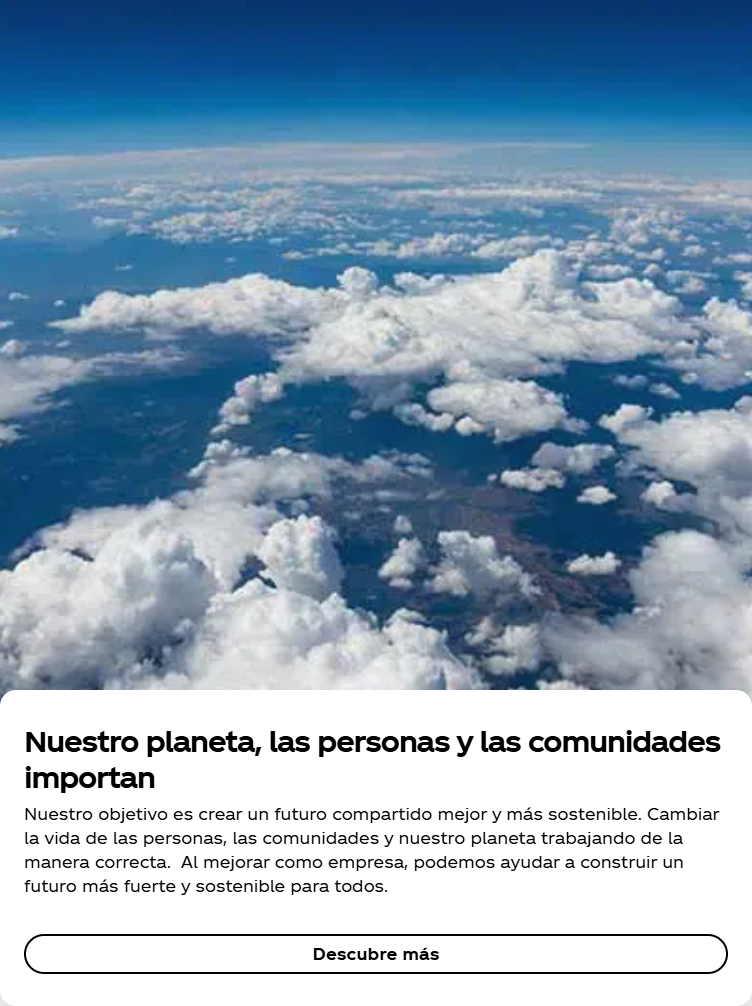 Nuestro planeta, las personas y las comunidades
importan
Nuestro objetivo es crear un futuro compartido mejor y más sostenible. Cambiar
la vida de las personas, las comunidades y nuestro planeta trabajando de la
manera correcta.  Al mejorar como empresa, podemos ayudar a construir un
futuro más fuerte y sostenible para todos.
Descubre más